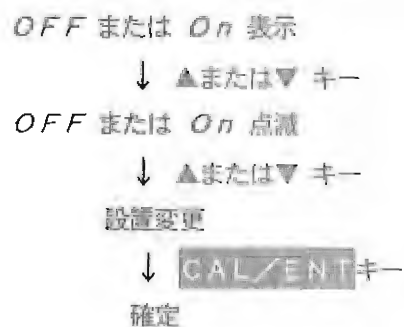 OFF または On 表示
↓ ▲または▼ キー
OFF または On 点滅
↓ ▲または▼ キー
設置変更
↓ CAL/ENTキー
確定